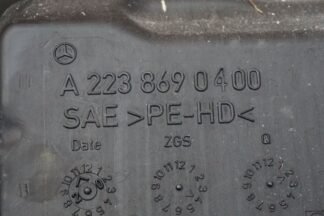 A 223 869 04 00
SAE >PE-HD<
Date ZGS Q